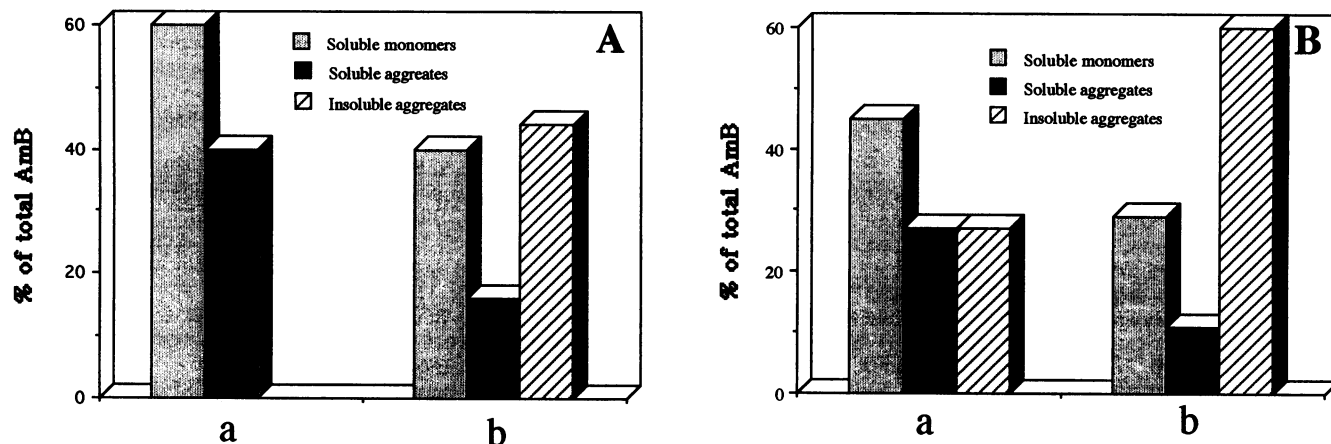 A
% of total AmB
60
40
20
0
Soluble monomers
Soluble aggreates
Insoluble aggregates
a
b
B
% of total AmB
60
40
20
0
Soluble monomers
Soluble aggregates
Insoluble aggregates
a
b